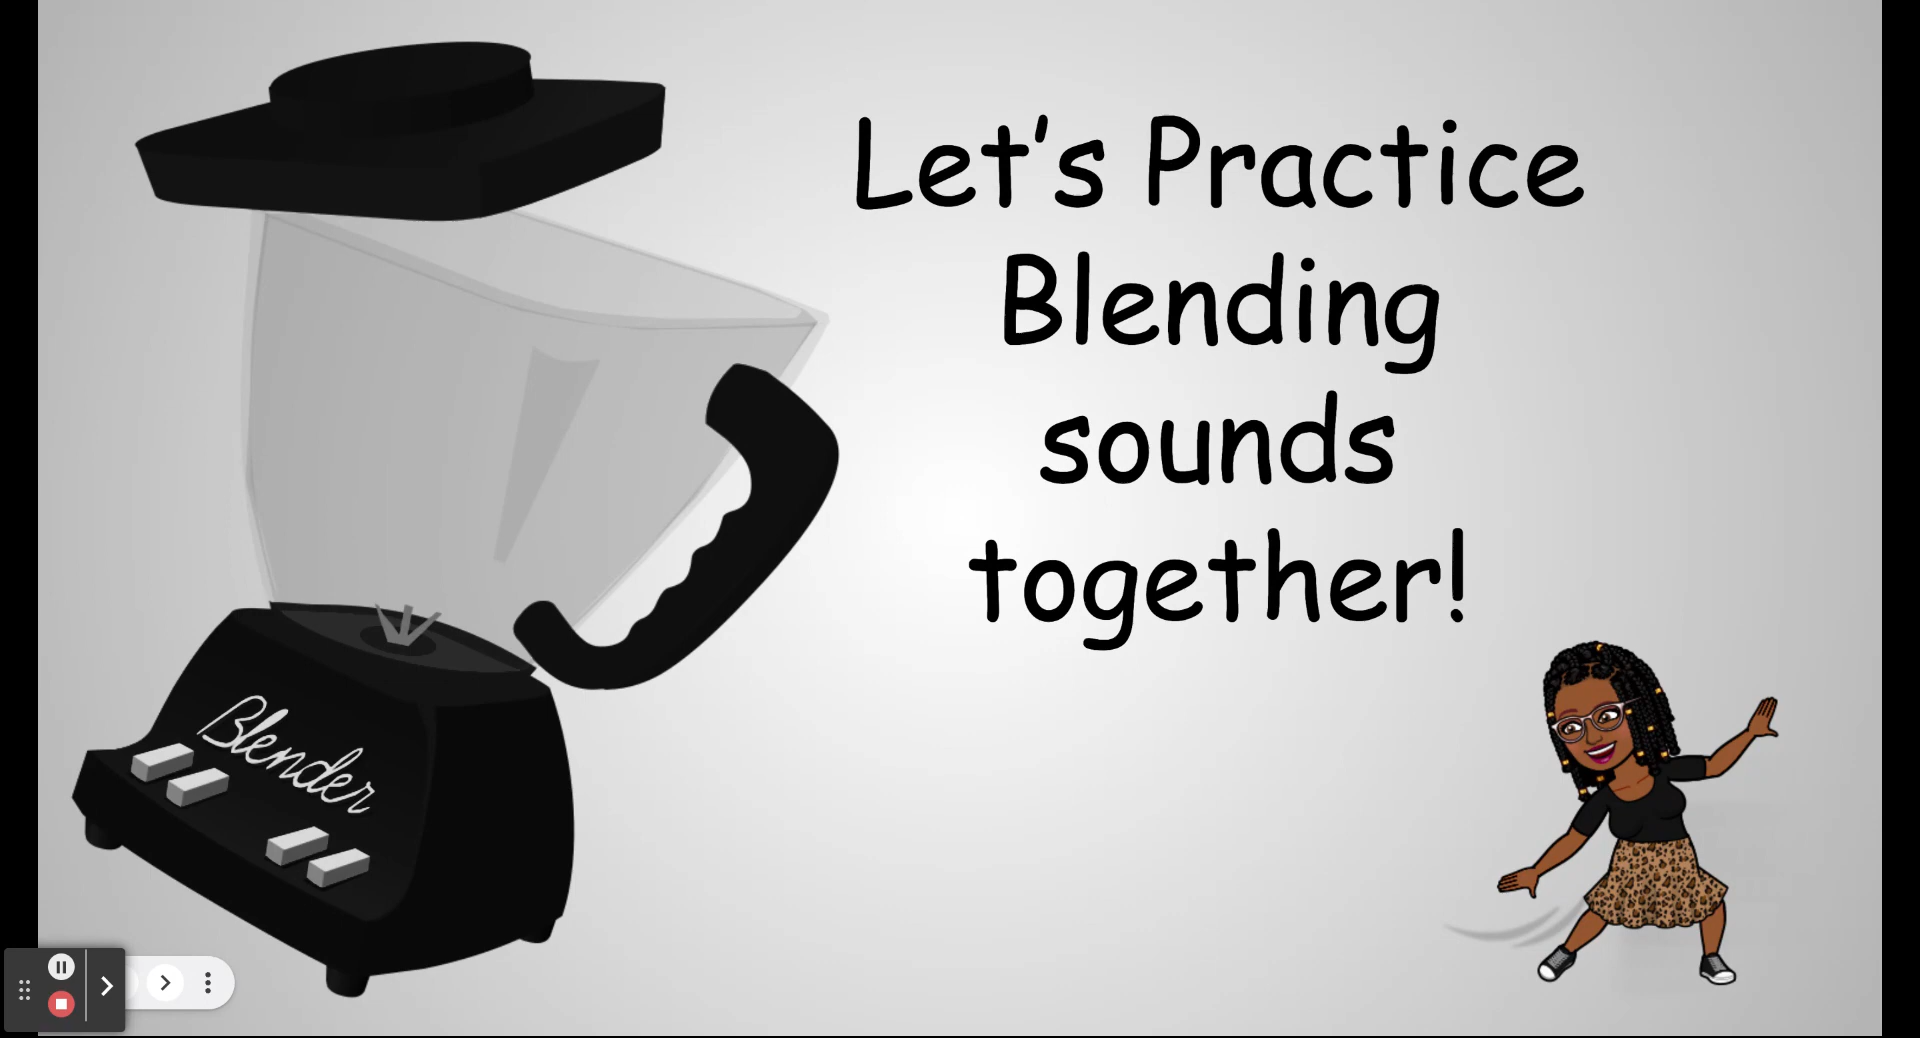 Let's Practice
Blending
sounds
together!
Blender